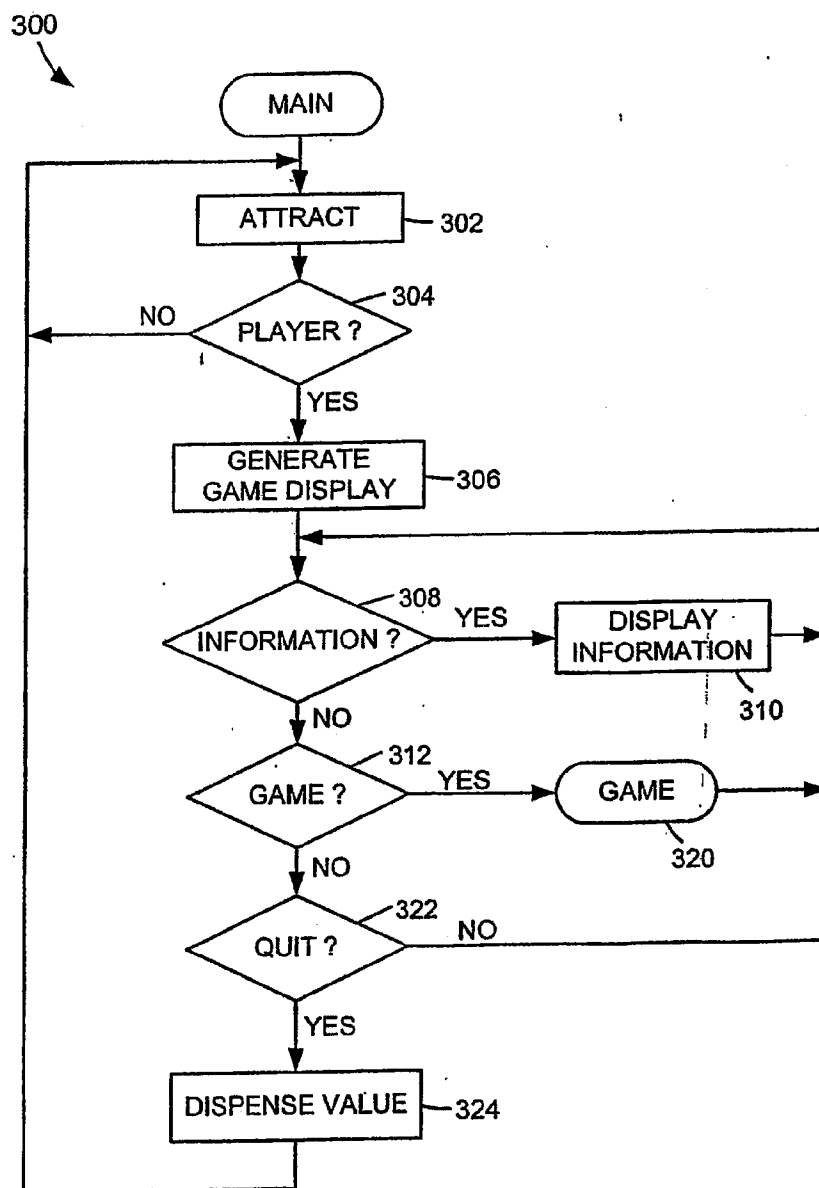 300
MAIN
ATTRACT
302
304
PLAYER ?
NO
YES
GENERATE
GAME DISPLAY
306
308
INFORMATION ?
YES
DISPLAY
INFORMATION
310
NO
312
GAME ?
YES
GAME
320
NO
322
QUIT ?
NO
YES
DISPENSE VALUE
324